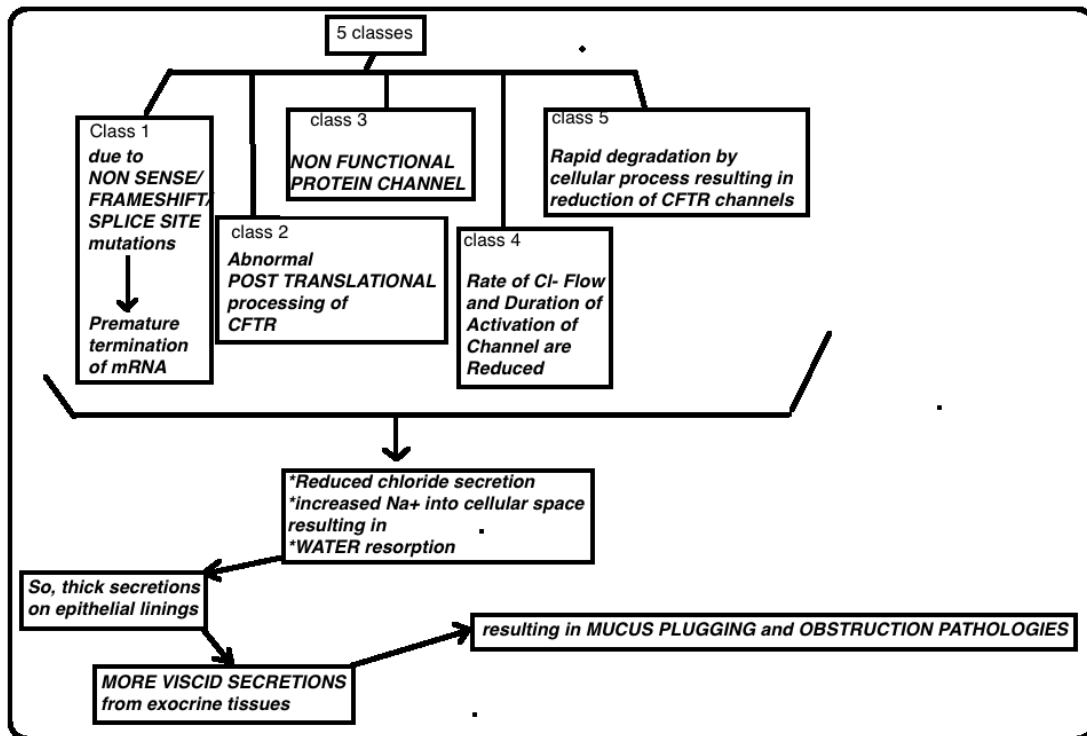 5 classes
Class 1
due to
NON SENSE/
FRAMESHIFT/
SPLICE SITE
mutations
Premature
termination
of mRNA
class 2
Abnormal
POST TRANSLATIONAL
processing of
CFTR
class 3
NON FUNCTIONAL
PROTEIN CHANNEL
class 4
Rate of Cl- Flow
and Duration of
Activation of
Channel are
Reduced
class 5
Rapid degradation by
cellular process resulting in
reduction of CFTR channels
*Reduced chloride secretion
*increased Na+ into cellular space
resulting in
*WATER resorption
So, thick secretions
on epithelial linings
MORE VISCID SECRETIONS
from exocrine tissues
resulting in MUCUS PLUGGING and OBSTRUCTION PATHOLOGIES